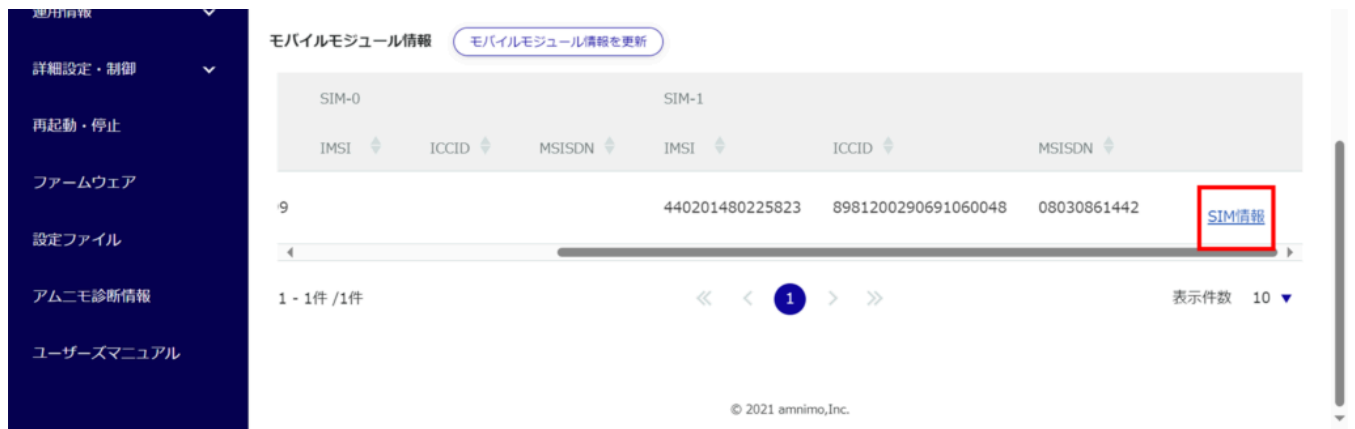 運用情報
詳細設定・制御
再起動・停止
ファームウェア
設定ファイル
アムニモ診断情報
ユーザーズマニュアル
モバイルモジュール情報 モバイルモジュール情報を更新
SIM-0 SIM-1
IMSI ICCID MSISDN IMSI ICCID MSISDN
9 440201480225823 8981200290691060048 08030861442 SIM情報
1 - 1件 /1件 << < 1 > >> 表示件数 10 ▼
© 2021 amnimo,Inc.